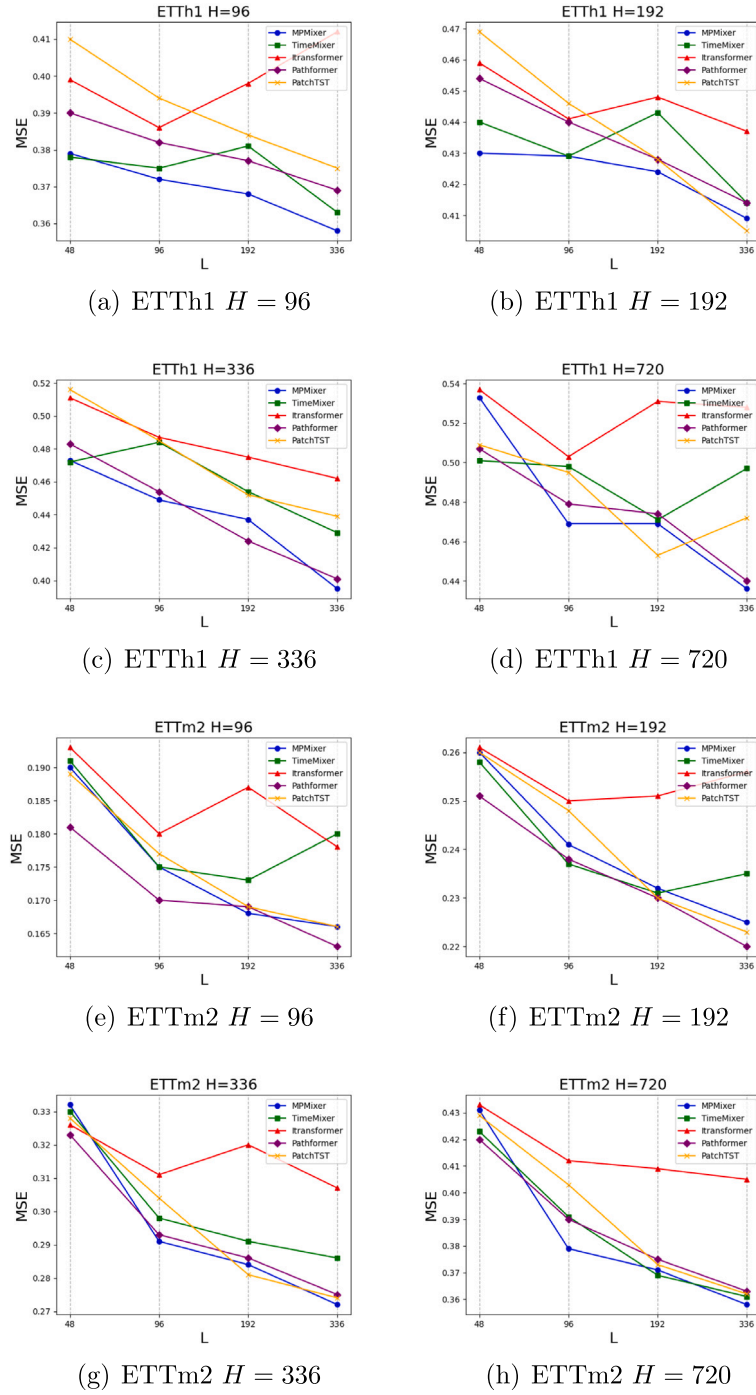 ETTh1 H=96
MSE
0.41
0.40
0.39
0.38
0.37
0.36
MPMixer
TimeMixer
Itransformer
Pathformer
PatchTST
48 96 192 336
L
(a) ETTh1 H = 96
ETTh1 H=192
MSE
0.47
0.46
0.45
0.44
0.43
0.42
0.41
MPMixer
TimeMixer
Itransformer
Pathformer
PatchTST
48 96 192 336
L
(b) ETTh1 H = 192
ETTh1 H=336
MSE
0.52
0.50
0.48
0.46
0.44
0.42
0.40
MPMixer
TimeMixer
Itransformer
Pathformer
PatchTST
48 96 192 336
L
(c) ETTh1 H = 336
ETTh1 H=720
MSE
0.54
0.52
0.50
0.48
0.46
0.44
MPMixer
TimeMixer
Itransformer
Pathformer
PatchTST
48 96 192 336
L
(d) ETTh1 H = 720
ETTm2 H=96
MSE
0.190
0.185
0.180
0.175
0.170
0.165
MPMixer
TimeMixer
Itransformer
Pathformer
PatchTST
48 96 192 336
L
(e) ETTm2 H = 96
ETTm2 H=192
MSE
0.26
0.25
0.24
0.23
0.22
MPMixer
TimeMixer
Itransformer
Pathformer
PatchTST
48 96 192 336
L
(f) ETTm2 H = 192
ETTm2 H=336
MSE
0.33
0.32
0.31
0.30
0.29
0.28
0.27
MPMixer
TimeMixer
Itransformer
Pathformer
PatchTST
48 96 192 336
L
(g) ETTm2 H = 336
ETTm2 H=720
MSE
0.43
0.42
0.41
0.40
0.39
0.38
0.37
0.36
MPMixer
TimeMixer
Itransformer
Pathformer
PatchTST
48 96 192 336
L
(h) ETTm2 H = 720